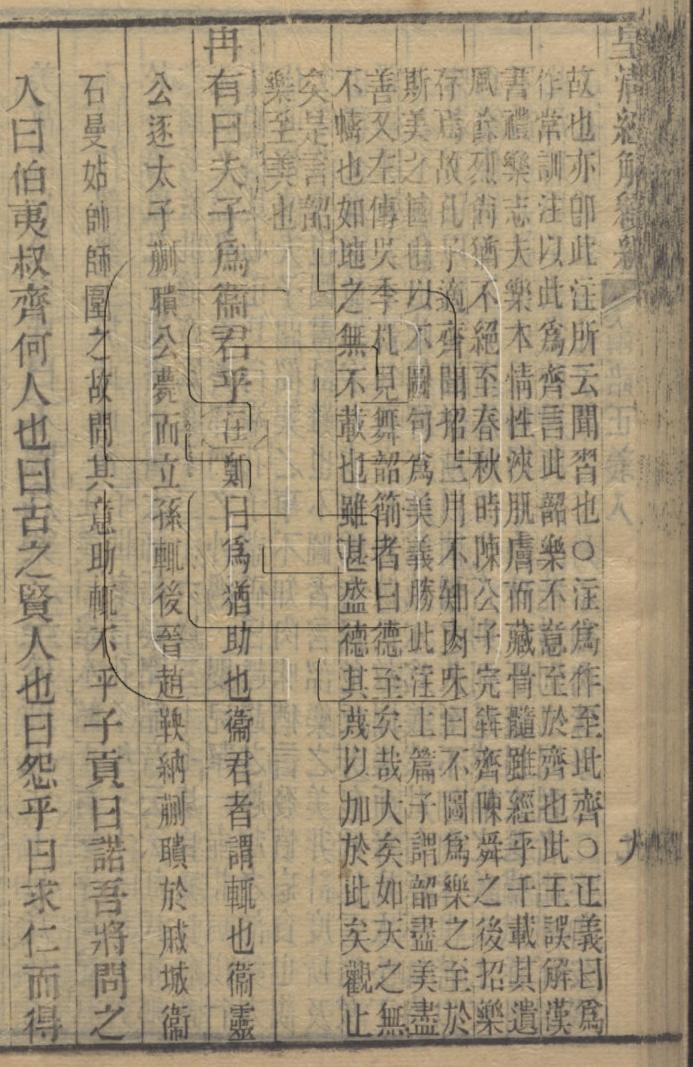 皇清經解續編
故也亦卽此注所云聞習也○注爲作至此齊○正義曰爲
作常訓注以此爲齊言此韶樂不意至於齊也此王誤解漢
書禮樂志夫樂本情性浹肌膚而藏骨髓雖經乎千載其遺
風餘烈尚猶不絕至春秋時陳公子完犇齊陳舜之後招樂
存焉故孔子適齊聞招三月不知肉味曰不圖爲樂之至於
斯美之甚也以不圖句爲美義勝此注上篇子謂韶盡美盡
善又左傳吳季札見舞韶箾者曰德至矣哉大矣如天之無
不幬也如地之無不載也雖甚盛德其蔑以加於此矣觀止
矣是言韶
樂至美也
冉有曰夫子爲衞君乎注鄭曰爲猶助也衞君者謂輒也衞靈
公逐太子蒯聵公薨而立孫輒後晉趙鞅納蒯聵於戚城衞
石曼姑帥師圍之故問其意助輒不乎子貢曰諾吾將問之
入曰伯夷叔齊何人也曰古之賢人也曰怨乎曰求仁而得